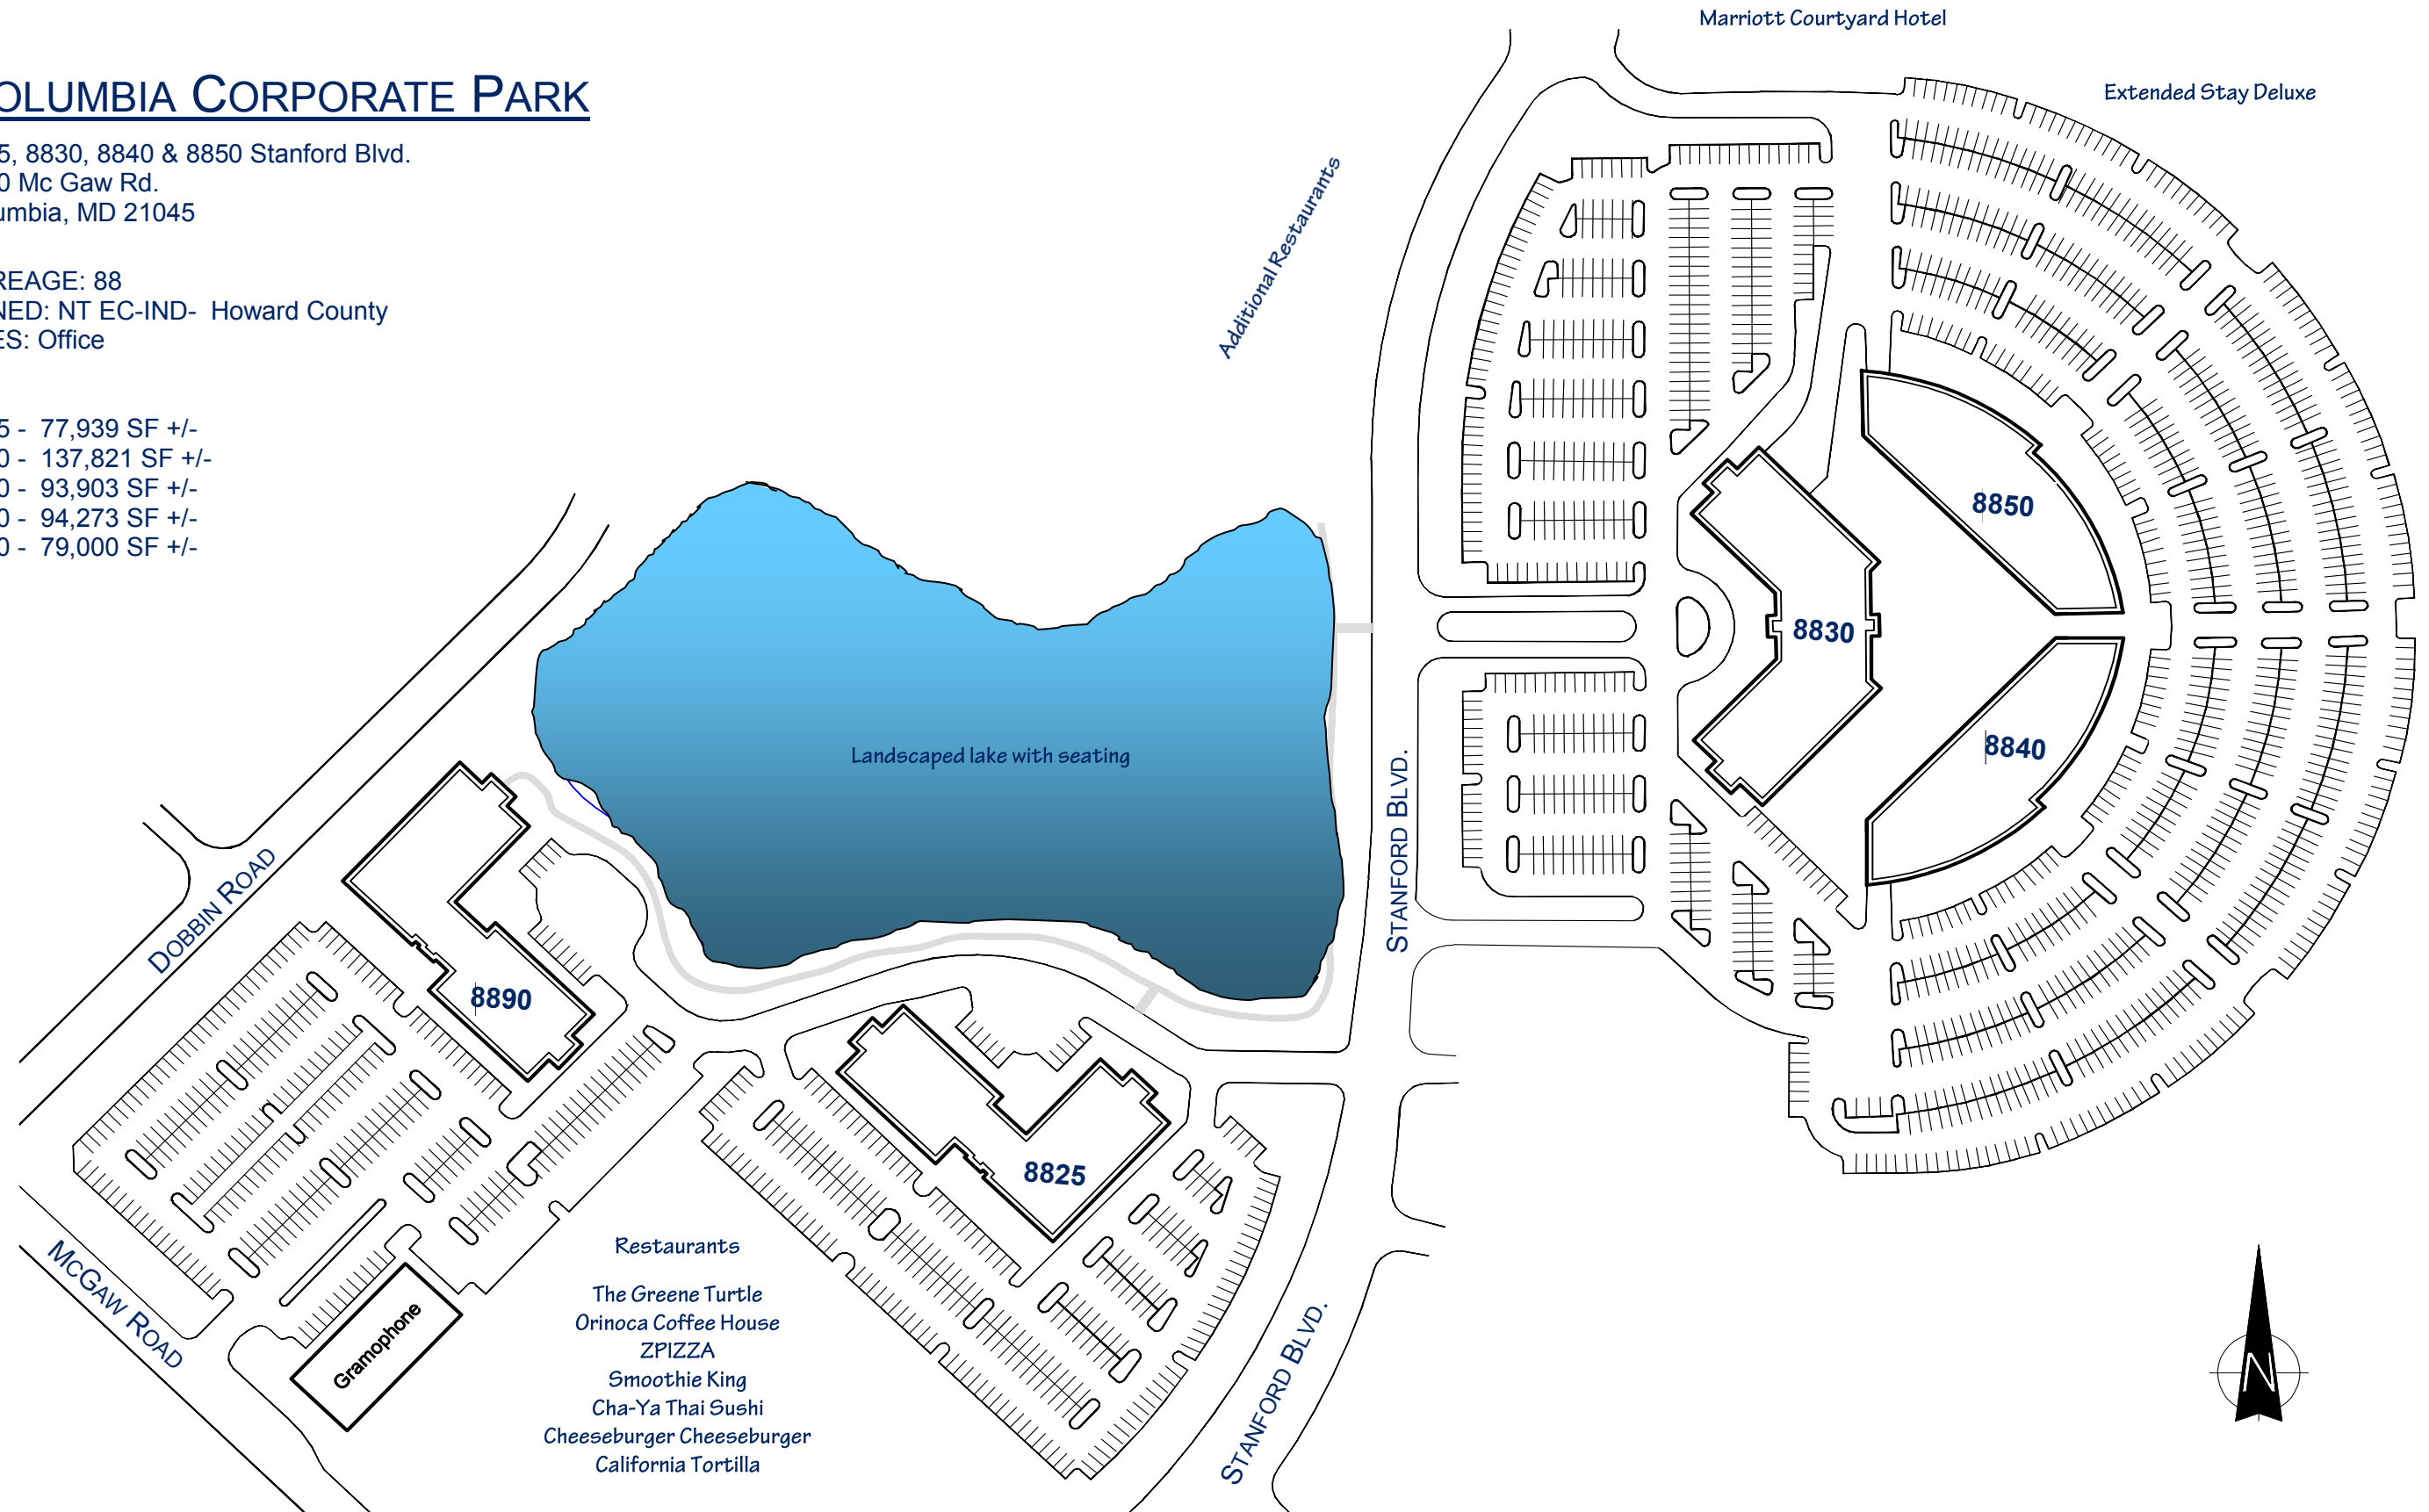 OLUMBIA CORPORATE PARK
5, 8830, 8840 & 8850 Stanford Blvd.
0 Mc Gaw Rd.
umbia, MD 21045
REAGE: 88
NED: NT EC-IND- Howard County
ES: Office
5 - 77,939 SF +/-
0 - 137,821 SF +/-
0 - 93,903 SF +/-
0 - 94,273 SF +/-
0 - 79,000 SF +/-
Marriott Courtyard Hotel
Extended Stay Deluxe
Additional Restaurants
8850
8830
8840
Landscaped lake with seating
STANFORD BLVD.
DOBBIN ROAD
8890
8825
MCGAW ROAD
Gramophone
Restaurants
The Greene Turtle
Orinoca Coffee House
ZPIZZA
Smoothie King
Cha-Ya Thai Sushi
Cheeseburger Cheeseburger
California Tortilla
STANFORD BLVD.
N